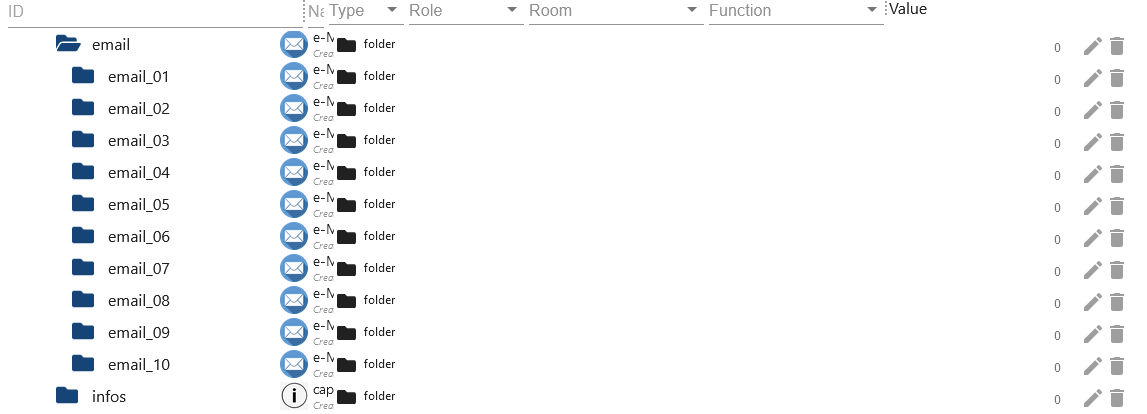 ID Na Type Role Room Function Value
email e-M Crea folder 0
email_01 e-M Crea folder 0
email_02 e-M Crea folder 0
email_03 e-M Crea folder 0
email_04 e-M Crea folder 0
email_05 e-M Crea folder 0
email_06 e-M Crea folder 0
email_07 e-M Crea folder 0
email_08 e-M Crea folder 0
email_09 e-M Crea folder 0
email_10 e-M Crea folder 0
infos cap Crea folder 0